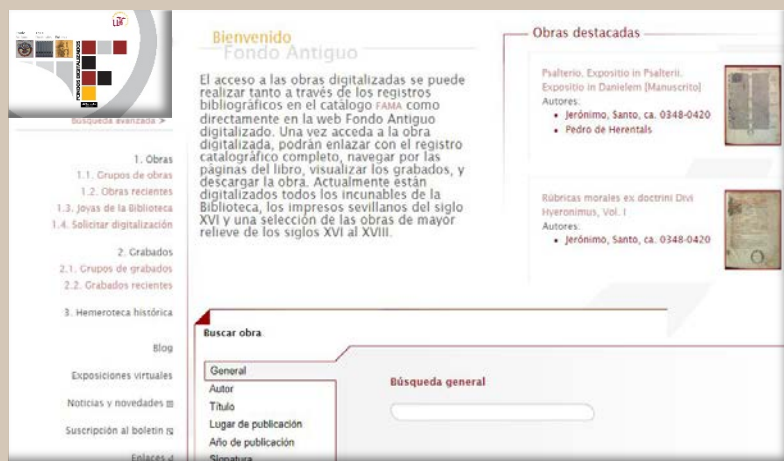 FONDOS DIGITALIZADOS
Búsqueda avanzada >
1. Obras
1.1. Grupos de obras
1.2. Obras recientes
1.3. Joyas de la Biblioteca
1.4. Solicitar digitalización
2. Grabados
2.1. Grupos de grabados
2.2. Grabados recientes
3. Hemeroteca histórica
Blog
Exposiciones virtuales
Noticias y novedades
Suscripción al boletín
Enlaces
Bienvenido
Fondo Antiguo
El acceso a las obras digitalizadas se puede
realizar tanto a través de los registros
bibliográficos en el catálogo FAMA como
directamente en la web Fondo Antiguo
digitalizado. Una vez acceda a la obra
digitalizada, podrán enlazar con el registro
catalográfico completo, navegar por las
páginas del libro, visualizar los grabados, y
descargar la obra. Actualmente están
digitalizados todos los incunables de la
Biblioteca, los impresos sevillanos del siglo
XVI y una selección de las obras de mayor
relieve de los siglos XVI al XVIII.
Obras destacadas
Psalterio. Expositio in Psalterii.
Expositio in Danielem [Manuscrito]
Autores:
• Jerónimo, Santo, ca. 0348-0420
• Pedro de Herentals
Rúbricas morales ex doctrini Divi
Hyeronimus, Vol. I
Autores:
• Jerónimo, Santo, ca. 0348-0420
Buscar obra
General
Autor
Título
Lugar de publicación
Año de publicación
Signatura
Búsqueda general